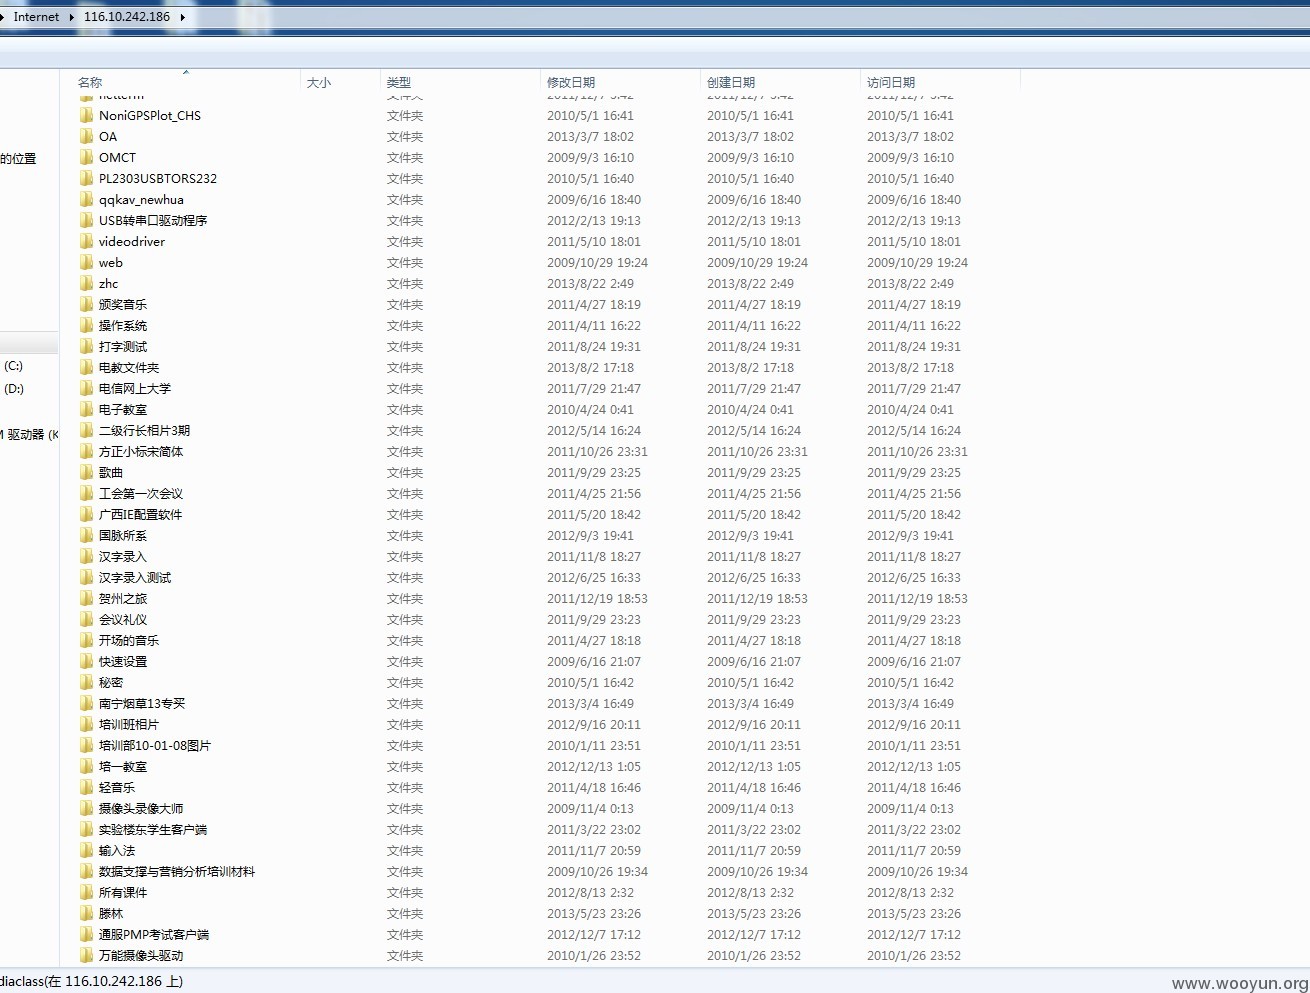 Internet ▸ 116.10.242.186 ▸
名称 大小 类型 修改日期 创建日期 访问日期
netterm 文件夹 2011/12/7 5:42 2011/12/7 5:42 2011/12/7 5:42
NoniGPSPlot_CHS 文件夹 2010/5/1 16:41 2010/5/1 16:41 2010/5/1 16:41
OA 文件夹 2013/3/7 18:02 2013/3/7 18:02 2013/3/7 18:02
的位置 OMCT 文件夹 2009/9/3 16:10 2009/9/3 16:10 2009/9/3 16:10
PL2303USBTORS232 文件夹 2010/5/1 16:40 2010/5/1 16:40 2010/5/1 16:40
qqkav_newhua 文件夹 2009/6/16 18:40 2009/6/16 18:40 2009/6/16 18:40
USB转串口驱动程序 文件夹 2012/2/13 19:13 2012/2/13 19:13 2012/2/13 19:13
videodriver 文件夹 2011/5/10 18:01 2011/5/10 18:01 2011/5/10 18:01
web 文件夹 2009/10/29 19:24 2009/10/29 19:24 2009/10/29 19:24
zhc 文件夹 2013/8/22 2:49 2013/8/22 2:49 2013/8/22 2:49
颁奖音乐 文件夹 2011/4/27 18:19 2011/4/27 18:19 2011/4/27 18:19
操作系统 文件夹 2011/4/11 16:22 2011/4/11 16:22 2011/4/11 16:22
打字测试 文件夹 2011/8/24 19:31 2011/8/24 19:31 2011/8/24 19:31
(C:) 电教文件夹 文件夹 2013/8/2 17:18 2013/8/2 17:18 2013/8/2 17:18
(D:) 电信网上大学 文件夹 2011/7/29 21:47 2011/7/29 21:47 2011/7/29 21:47
电子教室 文件夹 2010/4/24 0:41 2010/4/24 0:41 2010/4/24 0:41
驱动器 (K 二级行长相片3期 文件夹 2012/5/14 16:24 2012/5/14 16:24 2012/5/14 16:24
方正小标宋简体 文件夹 2011/10/26 23:31 2011/10/26 23:31 2011/10/26 23:31
歌曲 文件夹 2011/9/29 23:25 2011/9/29 23:25 2011/9/29 23:25
工会第一次会议 文件夹 2011/4/25 21:56 2011/4/25 21:56 2011/4/25 21:56
广西IE配置软件 文件夹 2011/5/20 18:42 2011/5/20 18:42 2011/5/20 18:42
国脉所系 文件夹 2012/9/3 19:41 2012/9/3 19:41 2012/9/3 19:41
汉字录入 文件夹 2011/11/8 18:27 2011/11/8 18:27 2011/11/8 18:27
汉字录入测试 文件夹 2012/6/25 16:33 2012/6/25 16:33 2012/6/25 16:33
贺州之旅 文件夹 2011/12/19 18:53 2011/12/19 18:53 2011/12/19 18:53
会议礼仪 文件夹 2011/9/29 23:23 2011/9/29 23:23 2011/9/29 23:23
开场的音乐 文件夹 2011/4/27 18:18 2011/4/27 18:18 2011/4/27 18:18
快速设置 文件夹 2009/6/16 21:07 2009/6/16 21:07 2009/6/16 21:07
秘密 文件夹 2010/5/1 16:42 2010/5/1 16:42 2010/5/1 16:42
南宁烟草13专买 文件夹 2013/3/4 16:49 2013/3/4 16:49 2013/3/4 16:49
培训班相片 文件夹 2012/9/16 20:11 2012/9/16 20:11 2012/9/16 20:11
培训部10-01-08图片 文件夹 2010/1/11 23:51 2010/1/11 23:51 2010/1/11 23:51
培一教室 文件夹 2012/12/13 1:05 2012/12/13 1:05 2012/12/13 1:05
轻音乐 文件夹 2011/4/18 16:46 2011/4/18 16:46 2011/4/18 16:46
摄像头录像大师 文件夹 2009/11/4 0:13 2009/11/4 0:13 2009/11/4 0:13
实验楼东学生客户端 文件夹 2011/3/22 23:02 2011/3/22 23:02 2011/3/22 23:02
输入法 文件夹 2011/11/7 20:59 2011/11/7 20:59 2011/11/7 20:59
数据支撑与营销分析培训材料 文件夹 2009/10/26 19:34 2009/10/26 19:34 2009/10/26 19:34
所有课件 文件夹 2012/8/13 2:32 2012/8/13 2:32 2012/8/13 2:32
滕林 文件夹 2013/5/23 23:26 2013/5/23 23:26 2013/5/23 23:26
通服PMP考试客户端 文件夹 2012/12/7 17:12 2012/12/7 17:12 2012/12/7 17:12
万能摄像头驱动 文件夹 2010/1/26 23:52 2010/1/26 23:52 2010/1/26 23:52
diaclass(在 116.10.242.186 上)
www.wooyun.org